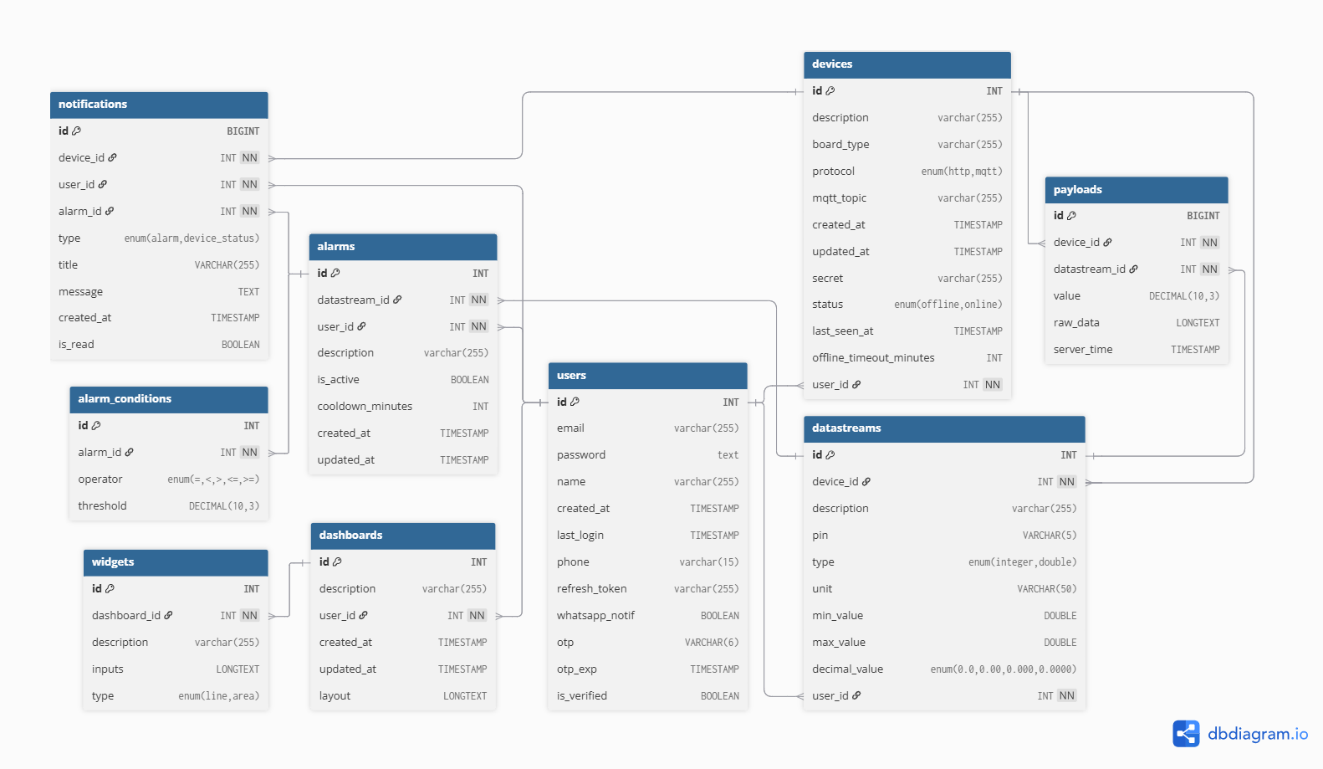 notifications
id BIGINT
device_id INT NN
user_id INT NN
alarm_id INT NN
type enum(alarm,device_status)
title VARCHAR(255)
message TEXT
created_at TIMESTAMP
is_read BOOLEAN
alarm_conditions
id INT
alarm_id INT NN
operator enum(=,<,>,<=,>=)
threshold DECIMAL(10,3)
widgets
id INT
dashboard_id INT NN
description varchar(255)
inputs LONGTEXT
type enum(line,area)
alarms
id INT
datastream_id INT NN
user_id INT NN
description varchar(255)
is_active BOOLEAN
cooldown_minutes INT
created_at TIMESTAMP
updated_at TIMESTAMP
dashboards
id INT
description varchar(255)
user_id INT NN
created_at TIMESTAMP
updated_at TIMESTAMP
layout LONGTEXT
users
id INT
email varchar(255)
password text
name varchar(255)
created_at TIMESTAMP
last_login TIMESTAMP
phone varchar(15)
refresh_token varchar(255)
whatsapp_notif BOOLEAN
otp VARCHAR(6)
otp_exp TIMESTAMP
is_verified BOOLEAN
devices
id INT
description varchar(255)
board_type varchar(255)
protocol enum(http,mqtt)
mqtt_topic varchar(255)
created_at TIMESTAMP
updated_at TIMESTAMP
secret varchar(255)
status enum(offline,online)
last_seen_at TIMESTAMP
offline_timeout_minutes INT
user_id INT NN
datastreams
id INT
device_id INT NN
description varchar(255)
pin VARCHAR(5)
type enum(integer,double)
unit VARCHAR(50)
min_value DOUBLE
max_value DOUBLE
decimal_value enum(0.0,0.00,0.000,0.0000)
user_id INT NN
payloads
id BIGINT
device_id INT NN
datastream_id INT NN
value DECIMAL(10,3)
raw_data LONGTEXT
server_time TIMESTAMP
dbdiagram.io